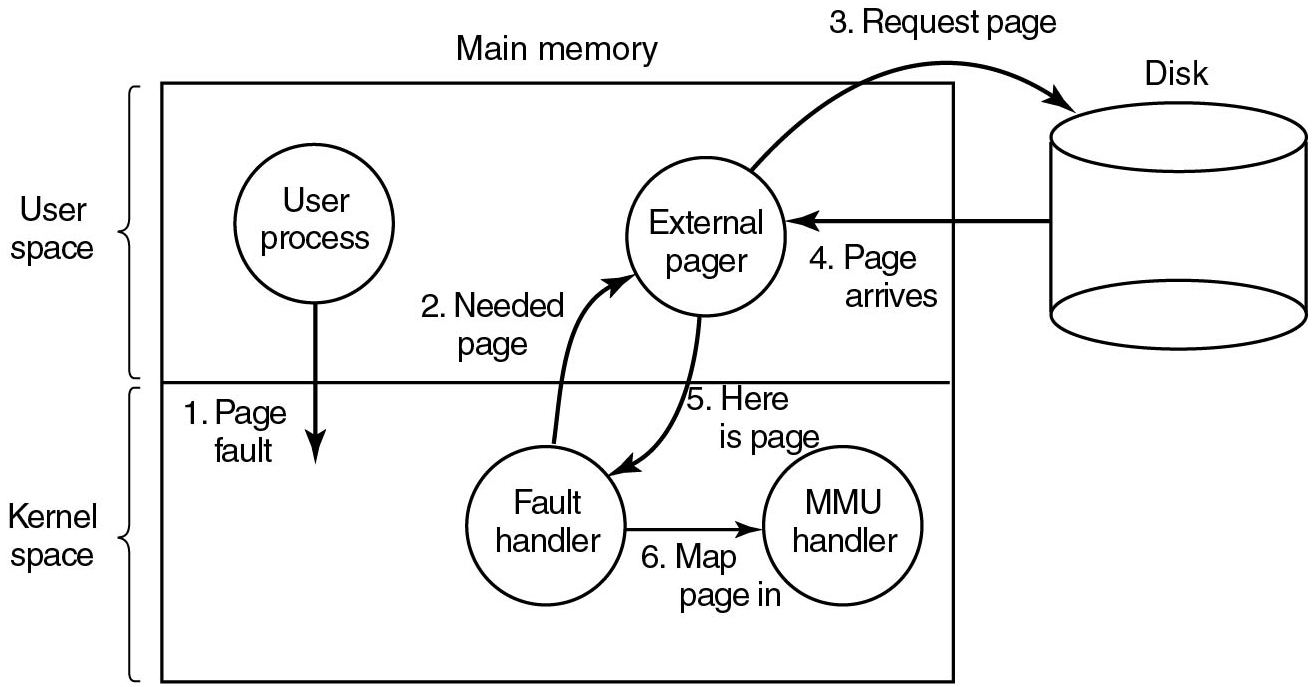 Main memory
3. Request page
Disk
User
space
User
process
External
pager
4. Page
arrives
2. Needed
page
1. Page
fault
5. Here
is page
Kernel
space
Fault
handler
MMU
handler
6. Map
page in